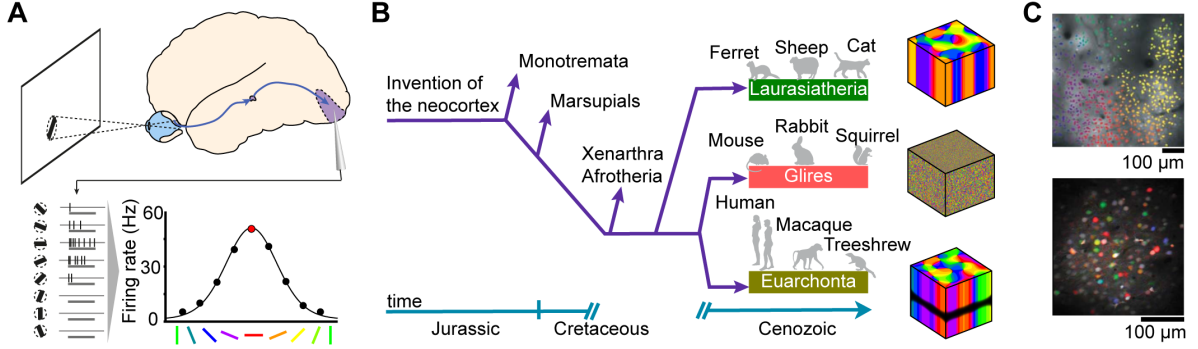 A
Firing rate (Hz)
60
30
0
B
Invention of
the neocortex
Monotremata
Marsupials
Xenarthra
Afrotheria
Ferret
Sheep
Cat
Laurasiatheria
Mouse
Rabbit
Squirrel
Glires
Human
Macaque
Treeshrew
Euarchonta
time
Jurassic
Cretaceous
Cenozoic
C
100 µm
100 µm